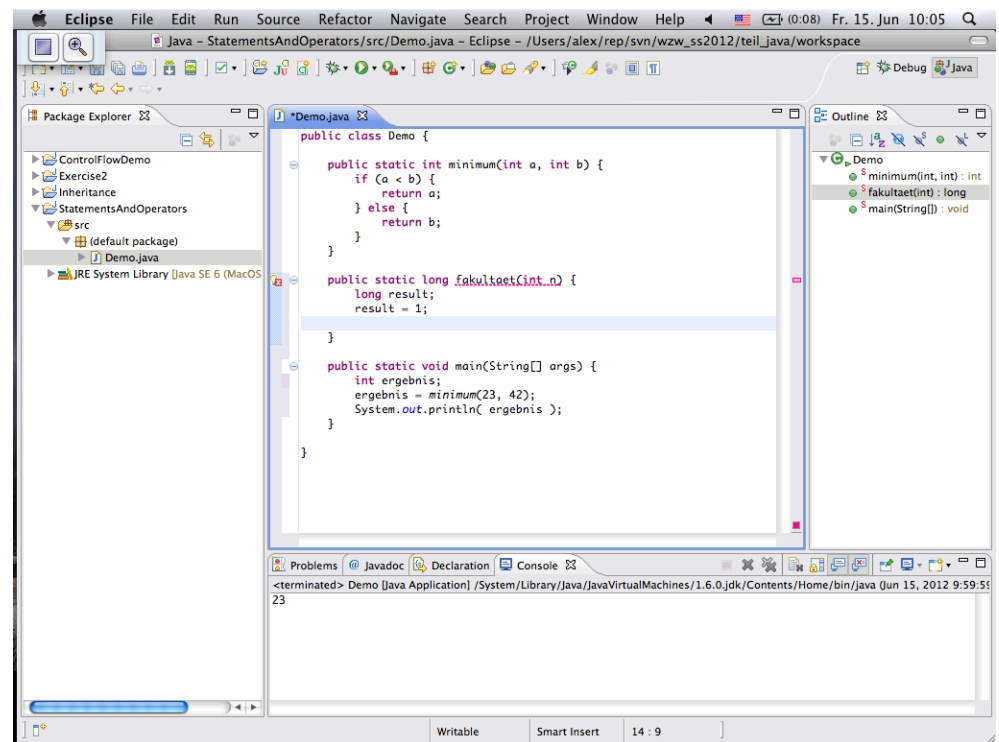 Eclipse File Edit Run Source Refactor Navigate Search Project Window Help (0:08) Fr. 15. Jun 10:05
Java – StatementsAndOperators/src/Demo.java – Eclipse – /Users/alex/rep/svn/wzw_ss2012/teil_java/workspace
Debug Java
Package Explorer
ControlFlowDemo
Exercise2
Inheritance
StatementsAndOperators
src
(default package)
Demo.java
JRE System Library [Java SE 6 (MacOS
*Demo.java
public class Demo {
public static int minimum(int a, int b) {
if (a < b) {
return a;
} else {
return b;
}
}
public static long fakultaet(int n) {
long result;
result = 1;
}
public static void main(String[] args) {
int ergebnis;
ergebnis = minimum(23, 42);
System.out.println( ergebnis );
}
}
Outline
Demo
minimum(int, int) : int
fakultaet(int) : long
main(String[]) : void
Problems Javadoc Declaration Console
<terminated> Demo [Java Application] /System/Library/Java/JavaVirtualMachines/1.6.0.jdk/Contents/Home/bin/java (Jun 15, 2012 9:59:59
23
Writable Smart Insert 14 : 9